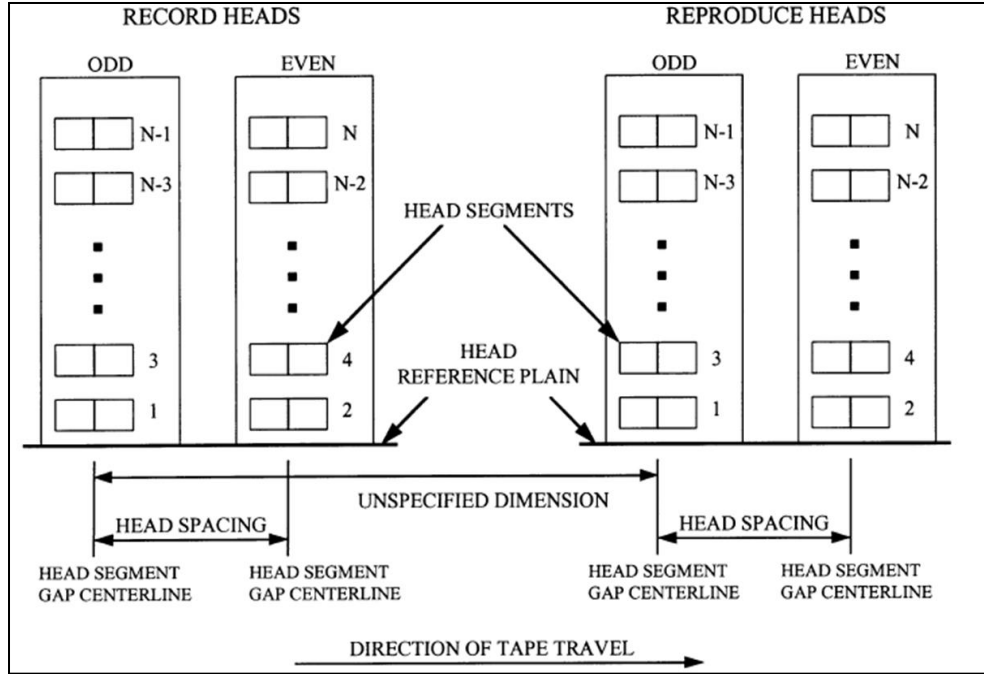 RECORD HEADS
REPRODUCE HEADS
ODD
EVEN
ODD
EVEN
N-1
N
N-1
N
N-3
N-2
N-3
N-2
HEAD SEGMENTS
3
4
HEAD
REFERENCE PLAIN
3
4
1
2
1
2
UNSPECIFIED DIMENSION
HEAD SPACING
HEAD SPACING
HEAD SEGMENT
GAP CENTERLINE
HEAD SEGMENT
GAP CENTERLINE
HEAD SEGMENT
GAP CENTERLINE
HEAD SEGMENT
GAP CENTERLINE
DIRECTION OF TAPE TRAVEL